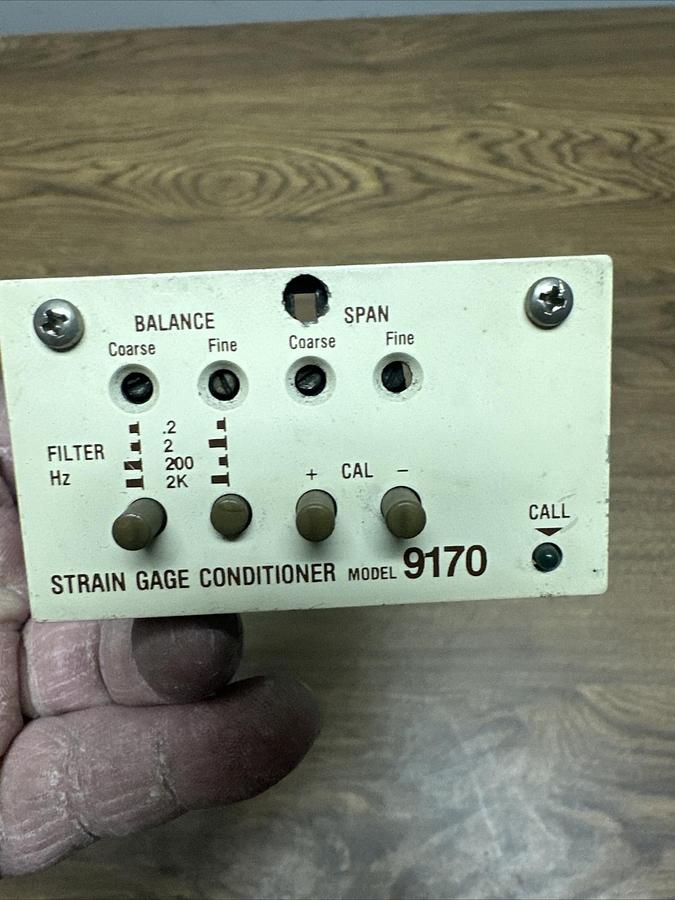 BALANCE
SPAN
Coarse
Fine
Coarse
Fine
FILTER
Hz
.2
2
200
2K
+ CAL −
CALL
STRAIN GAGE CONDITIONER MODEL 9170